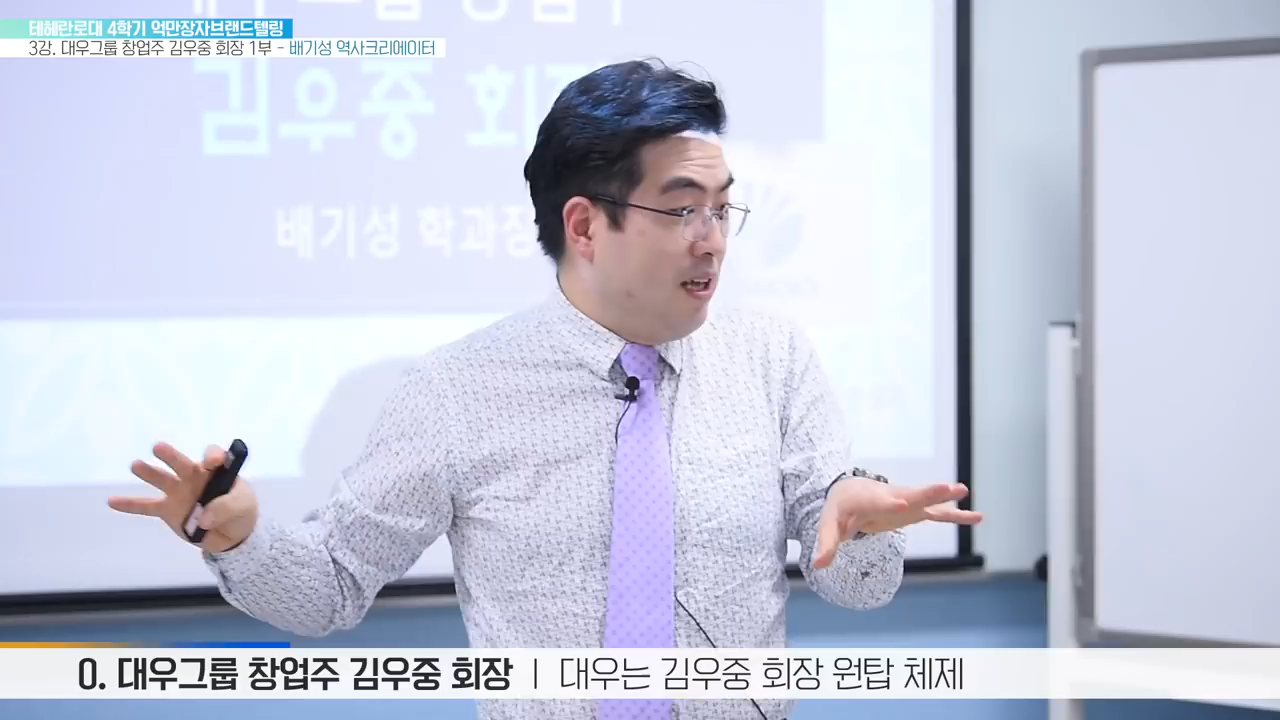 테헤란로대 4학기 억만장자브랜드텔링
3강. 대우그룹 창업주 김우중 회장 1부 - 배기성 역사크리에이터
김우중 회
배기성 학과장
0. 대우그룹 창업주 김우중 회장 | 대우는 김우중 회장 원탑 체제